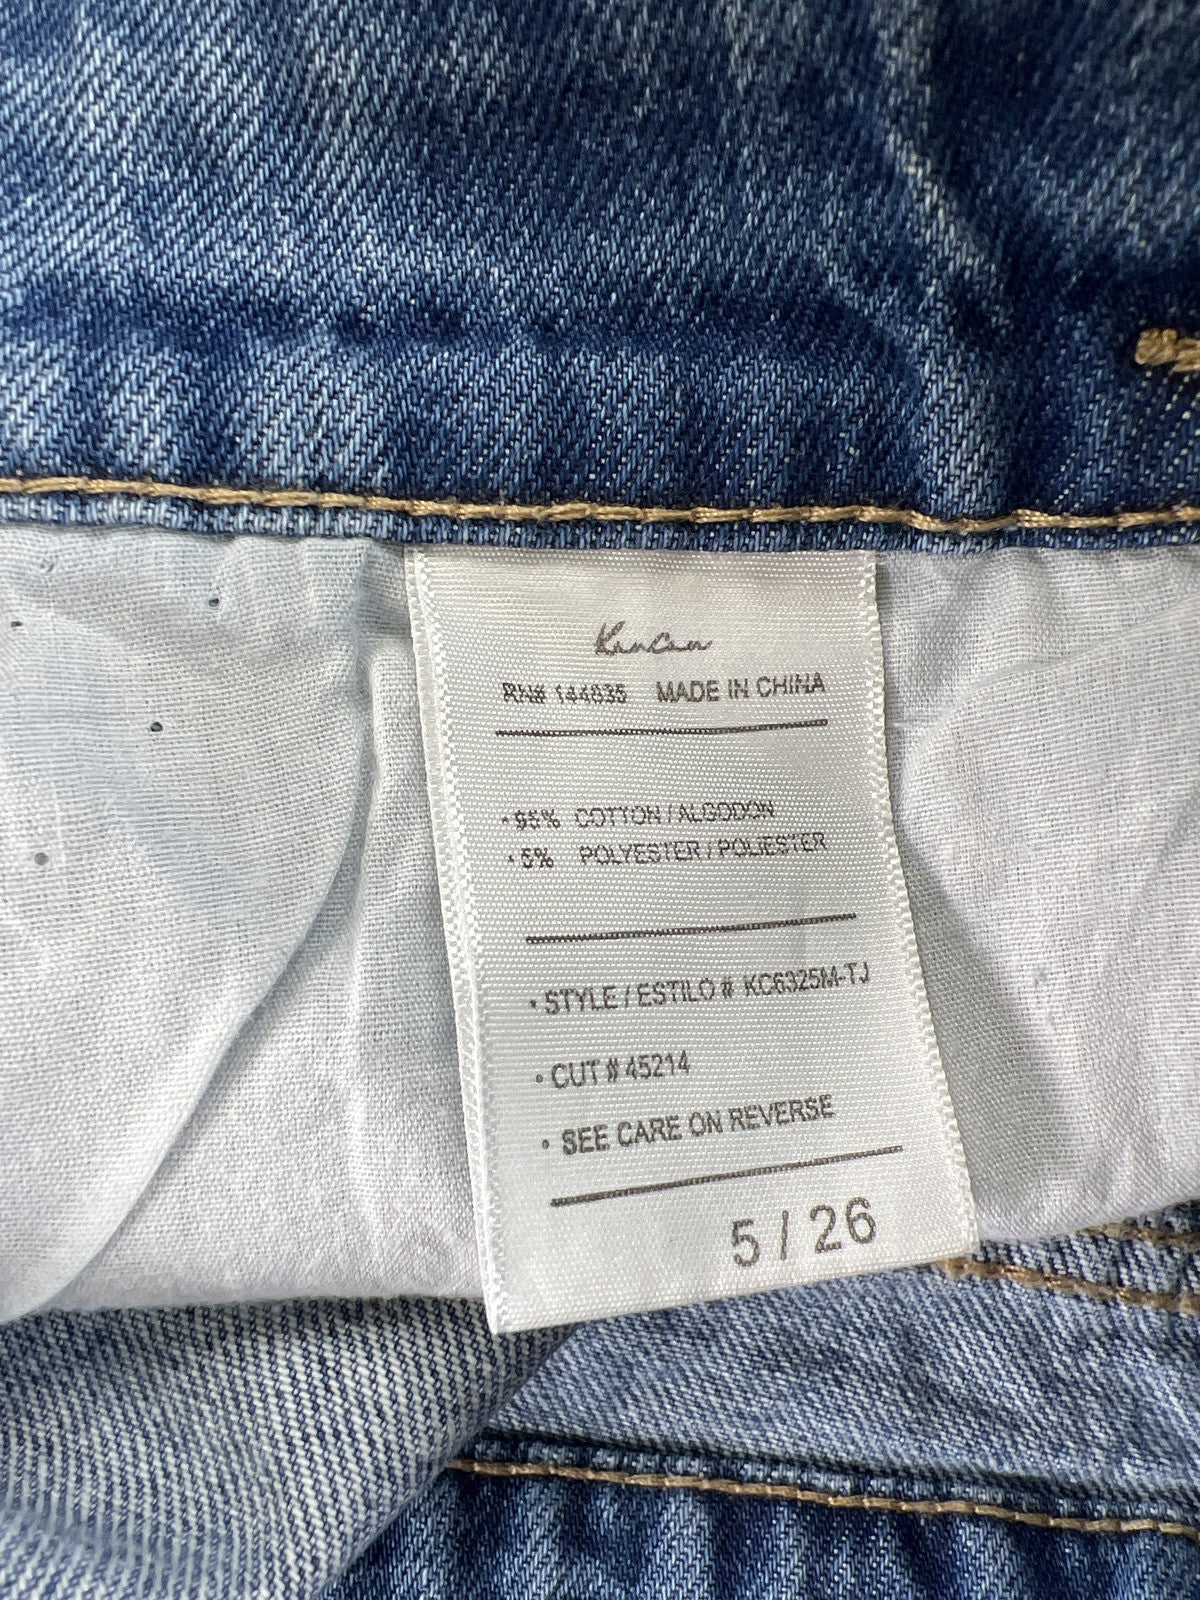 KanCan
RN# 144635 MADE IN CHINA
• 95% COTTON / ALGODON
• 5% POLYESTER / POLIESTER
• STYLE / ESTILO # KC6325M-TJ
• CUT # 45214
• SEE CARE ON REVERSE
5 / 26